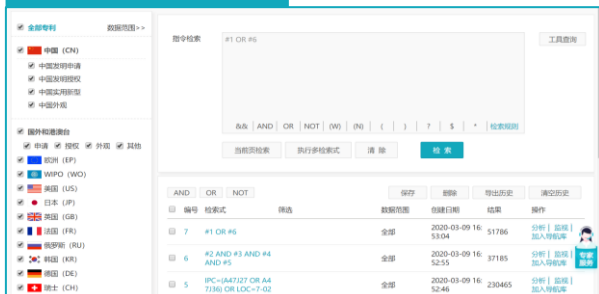 全部专利 数据范围>>
中国 (CN)
中国发明申请
中国发明授权
中国实用新型
中国外观
国外和港澳台
申请 授权 外观 其他
欧洲 (EP)
WIPO (WO)
美国 (US)
日本 (JP)
英国 (GB)
法国 (FR)
俄罗斯 (RU)
韩国 (KR)
德国 (DE)
瑞士 (CH)
指令检索 #1 OR #6 工具查询
&& AND OR NOT (W) (N) ( ) ? $ * 检索规则
当前页检索 执行多检索式 清 除 检 索
AND OR NOT 保存 删除 导出历史 清空历史
编号 检索式 筛选 数据范围 创建日期 结果 操作
7 #1 OR #6 全部 2020-03-09 16:53:04 51786 分析 | 监视 | 加入导航库
6 #2 AND #3 AND #4 AND #5 全部 2020-03-09 16:52:55 37185 分析 | 监视 | 加入导航库
5 IPC=(A47J27 OR A47J36) OR LOC=7-02 全部 2020-03-09 16:52:46 230465 分析 | 监视 | 加入导航库
专家服务